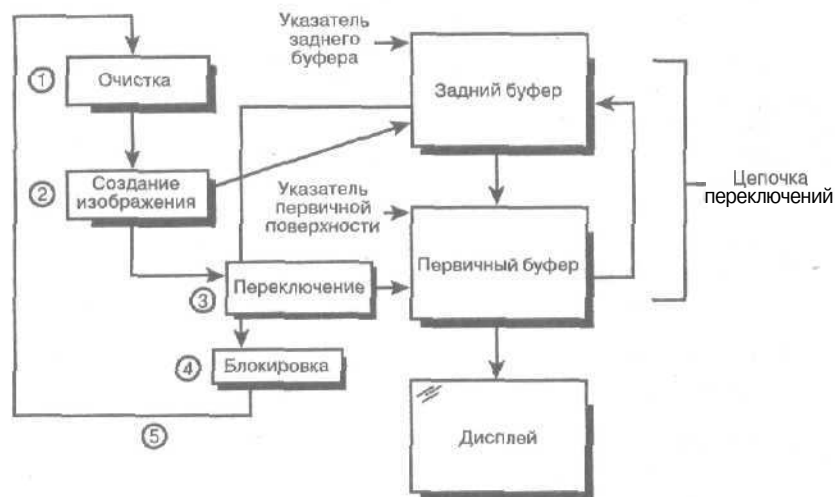 Указатель
заднего
буфера
1
Очистка
Задний буфер
2
Создание
изображения
Указатель
первичной
поверхности
Цепочка
переключений
Первичный буфер
3
Переключение
4
Блокировка
5
Дисплей